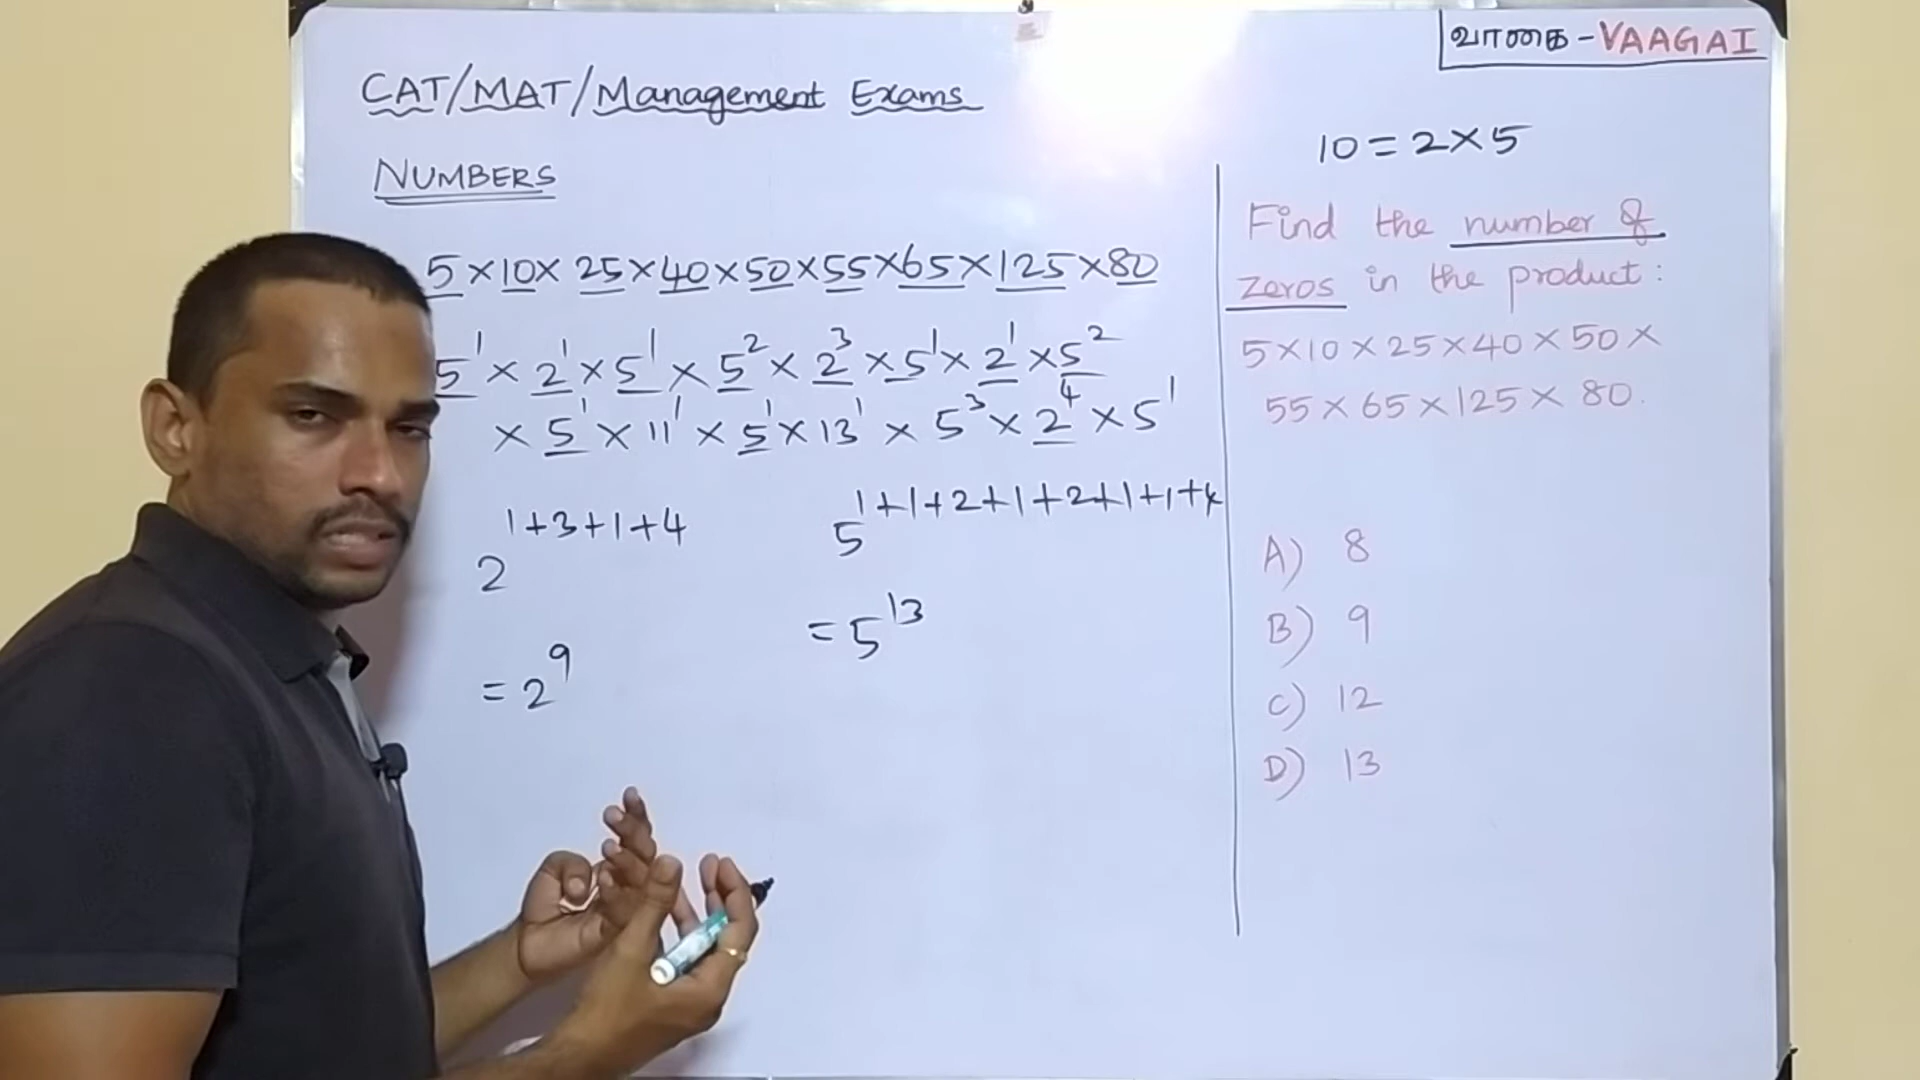 வாகை - VAAGAI
CAT/MAT/Management Exams
NUMBERS
5 × 10 × 25 × 40 × 50 × 55 × 65 × 125 × 80
5¹ × 2¹ × 5¹ × 5² × 2³ × 5¹ × 2¹ × 5²
× 5¹ × 11¹ × 5¹ × 13¹ × 5³ × 2⁴ × 5¹
2^1+3+1+4
= 2⁹
5^1+1+2+1+2+1+1+4
= 5¹³
10 = 2 × 5
Find the number of
zeros in the product :
5 × 10 × 25 × 40 × 50 ×
55 × 65 × 125 × 80.
A) 8
B) 9
C) 12
D) 13